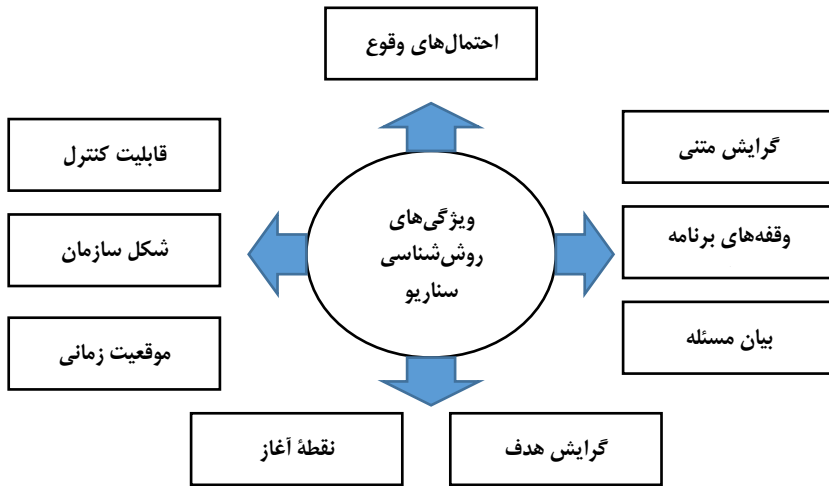 احتمال‌های وقوع
گرایش متنی
وقفه‌های برنامه
بیان مسئله
قابلیت کنترل
شکل سازمان
موقعیت زمانی
ویژگی‌های
روش‌شناسی
سناریو
گرایش هدف
نقطهٔ آغاز